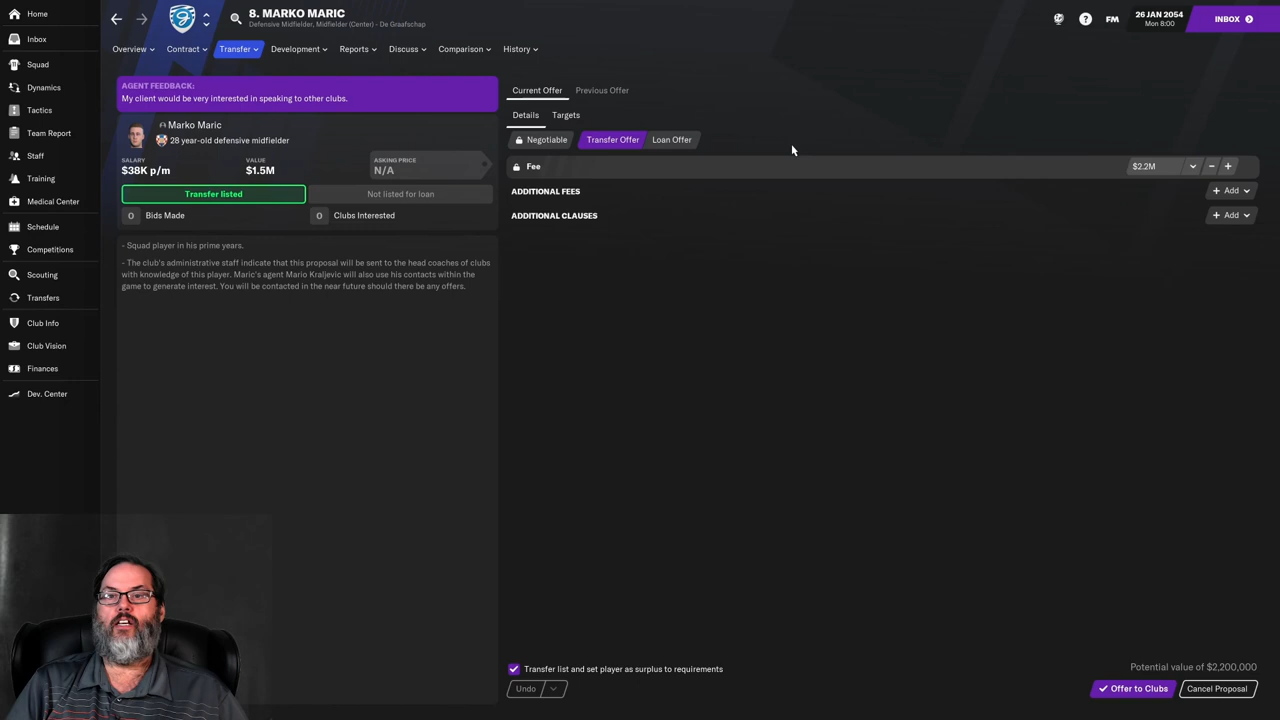 Home
Inbox
Squad
Dynamics
Tactics
Team Report
Staff
Training
Medical Center
Schedule
Competitions
Scouting
Transfers
Club Info
Club Vision
Finances
Dev. Center
8. MARKO MARIC
Defensive Midfielder, Midfielder (Center) - De Graafschap
FM
26 JAN 2054
Mon 8:00
INBOX
Overview
Contract
Transfer
Development
Reports
Discuss
Comparison
History
AGENT FEEDBACK:
My client would be very interested in speaking to other clubs.
Marko Maric
28 year-old defensive midfielder
SALARY
$38K p/m
VALUE
$1.5M
ASKING PRICE
N/A
Transfer listed
Not listed for loan
0 Bids Made
0 Clubs Interested
- Squad player in his prime years.
- The club's administrative staff indicate that this proposal will be sent to the head coaches of clubs
with knowledge of this player. Maric's agent Mario Kraljevic will also use his contacts within the
game to generate interest. You will be contacted in the near future should there be any offers.
Current Offer
Previous Offer
Details
Targets
Negotiable
Transfer Offer
Loan Offer
Fee
$2.2M
ADDITIONAL FEES
+ Add
ADDITIONAL CLAUSES
+ Add
Transfer list and set player as surplus to requirements
Potential value of $2,200,000
Undo
Offer to Clubs
Cancel Proposal